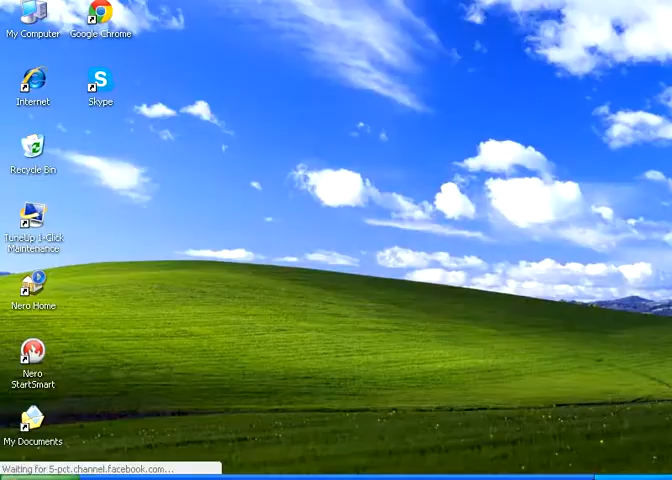 My Computer
Google Chrome
Internet
Skype
Recycle Bin
TuneUp 1-Click
Maintenance
Nero Home
Nero
StartSmart
My Documents
Waiting for 5-pct.channel.facebook.com...